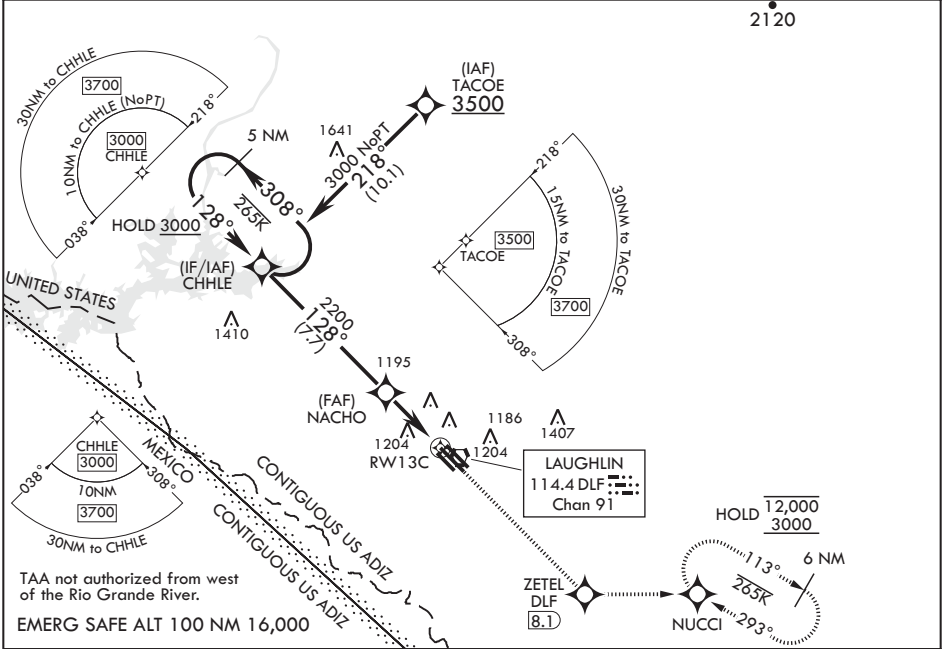 2120
30NM to CHHLE
3700
10NM to CHHLE (NoPT)
218°
3000
CHHLE
038°
(IAF)
TACOE
3500
1641
3000 NoPT
218°
(10.1)
5 NM
308°
265K
128°
HOLD 3000
(IF/IAF)
CHHLE
218°
15NM to TACOE
30NM to TACOE
3500
TACOE
3700
308°
UNITED STATES
1410
2200
128°
(7.7)
1195
(FAF)
NACHO
1186
1407
1204
1204
RW13C
LAUGHLIN
114.4 DLF
Chan 91
CHHLE
3000
038°
308°
10NM
3700
30NM to CHHLE
MEXICO
CONTIGUOUS US ADIZ
CONTIGUOUS US ADIZ
HOLD 12,000
3000
113°
6 NM
265K
293°
ZETEL
DLF
8.1
NUCCI
TAA not authorized from west
of the Rio Grande River.
EMERG SAFE ALT 100 NM 16,000